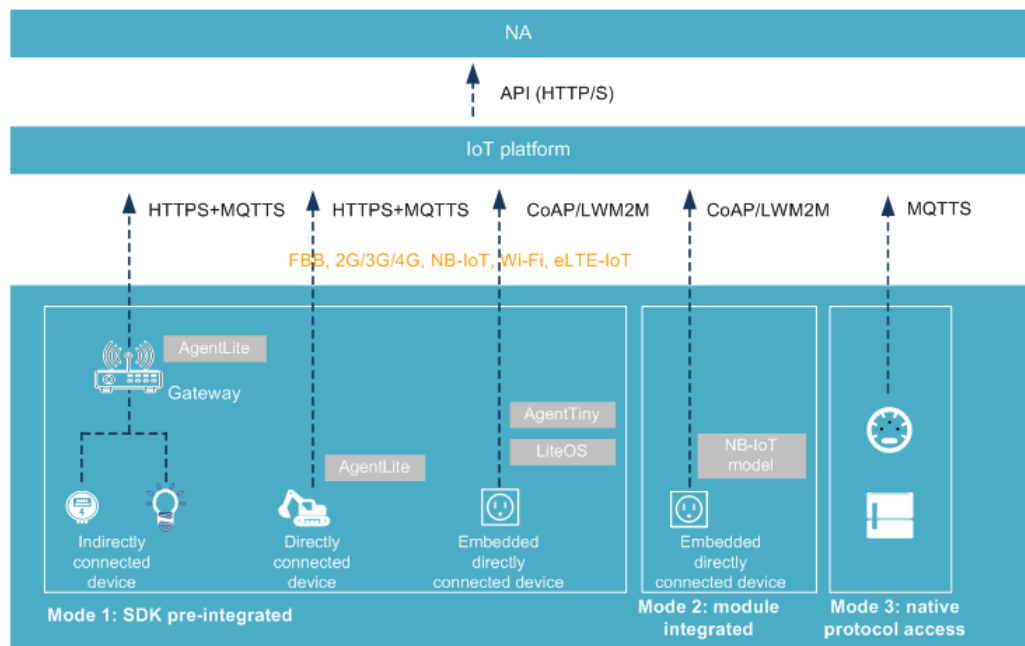 NA
API (HTTP/S)
IoT platform
HTTPS+MQTTS
HTTPS+MQTTS
CoAP/LWM2M
CoAP/LWM2M
MQTTS
FBB, 2G/3G/4G, NB-IoT, Wi-Fi, eLTE-IoT
AgentLite
Gateway
AgentTiny
LiteOS
AgentLite
NB-IoT
model
Indirectly
connected
device
Directly
connected
device
Embedded
directly
connected device
Embedded
directly
connected device
Mode 1: SDK pre-integrated
Mode 2: module
integrated
Mode 3: native
protocol access